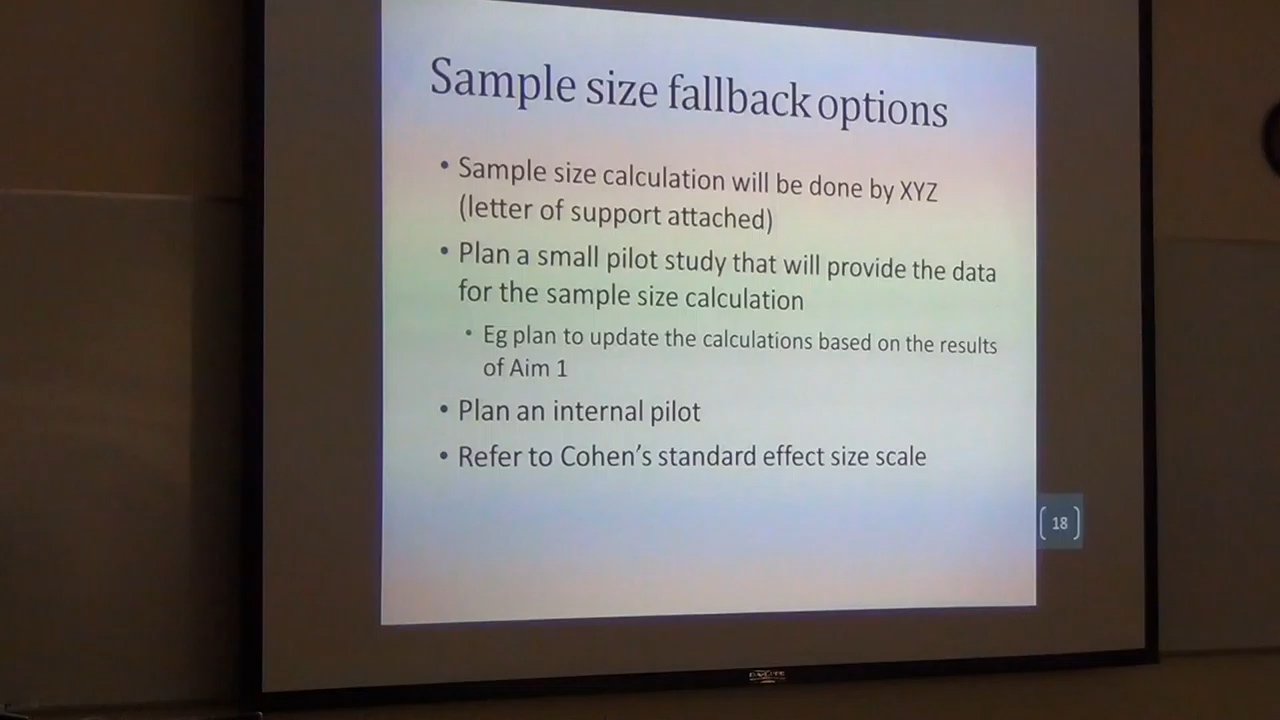 Sample size fallback options
• Sample size calculation will be done by XYZ
(letter of support attached)
• Plan a small pilot study that will provide the data
for the sample size calculation
• Eg plan to update the calculations based on the results
of Aim 1
• Plan an internal pilot
• Refer to Cohen's standard effect size scale
18
DA-LITE